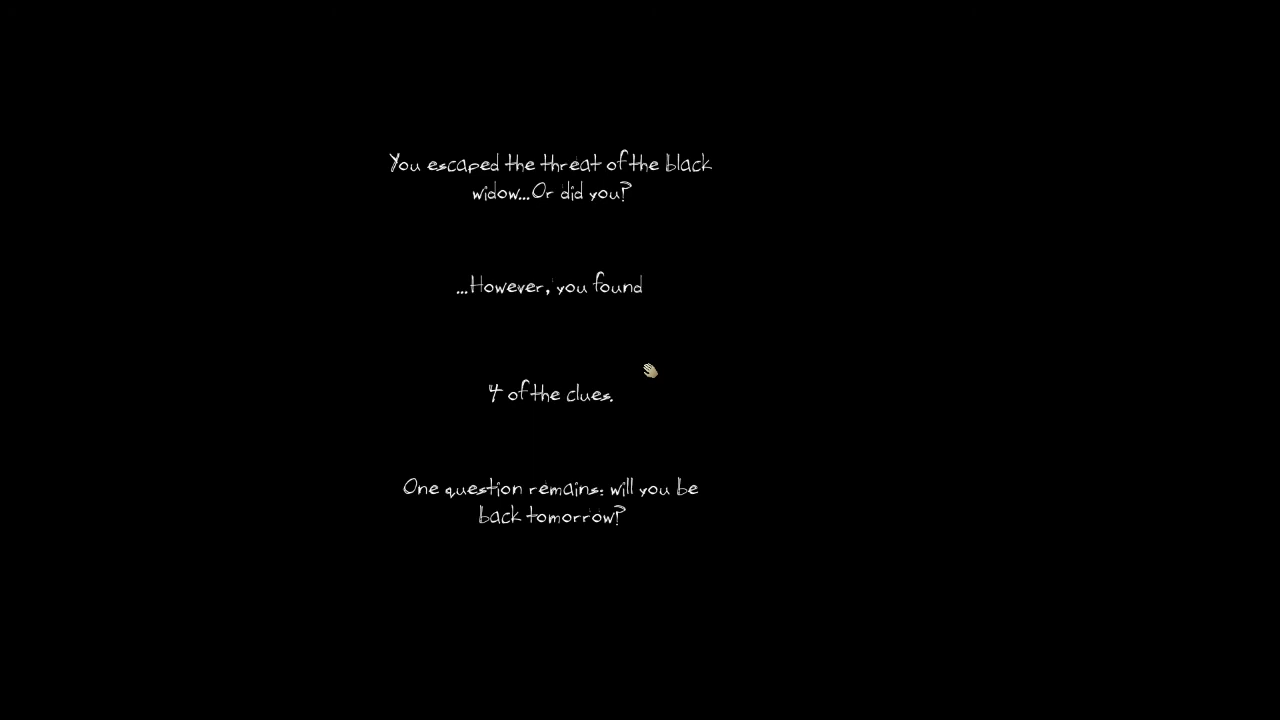 You escaped the threat of the black
widow...Or did you?
...However, you found
4 of the clues.
One question remains: will you be
back tomorrow?